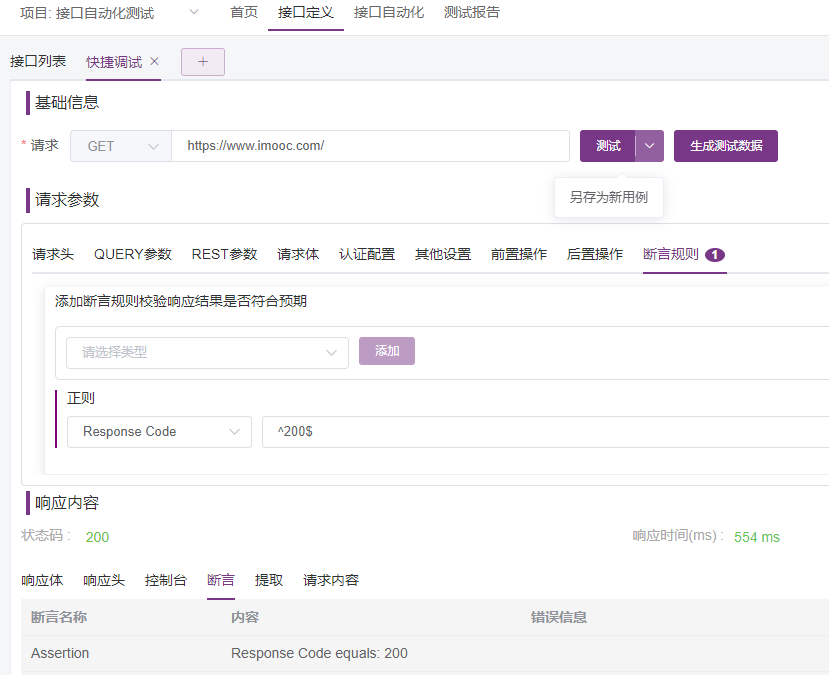 项目: 接口自动化测试 首页 接口定义 接口自动化 测试报告
接口列表 快捷调试 × +
基础信息
* 请求 GET https://www.imooc.com/ 测试 生成测试数据
另存为新用例
请求参数
请求头 QUERY参数 REST参数 请求体 认证配置 其他设置 前置操作 后置操作 断言规则 1
添加断言规则校验响应结果是否符合预期
请选择类型 添加
正则
Response Code ^200$
响应内容
状态码 : 200 响应时间(ms) : 554 ms
响应体 响应头 控制台 断言 提取 请求内容
断言名称 内容 错误信息
Assertion Response Code equals: 200